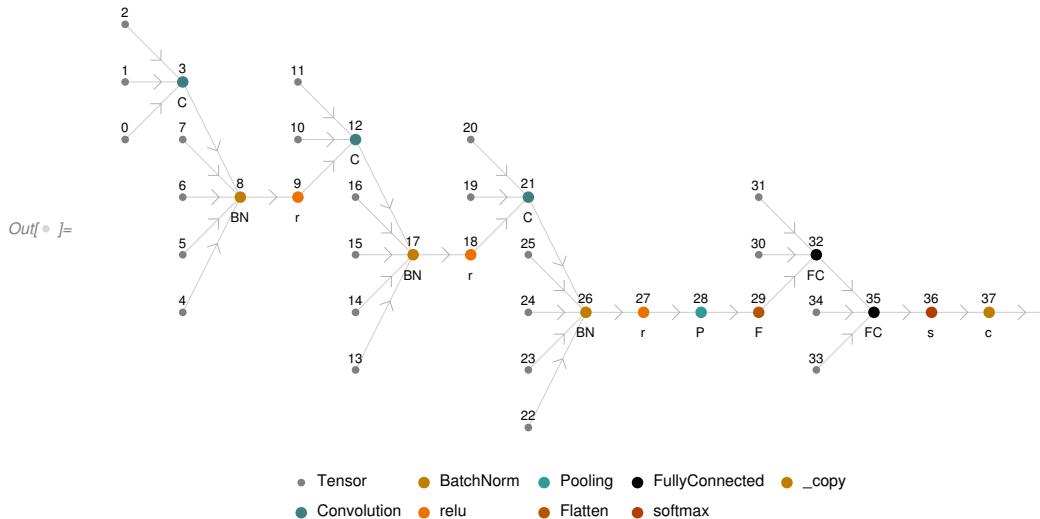 2
1
3
11
0
C
7
10
12
20
C
6
8
9
16
19
21
31
BN
r
C
5
15
17
18
25
30
32
BN
r
FC
Out[ ● ]=
4
14
24
26
27
28
29
34
35
36
37
BN
r
P
F
FC
s
c
13
23
33
22
Tensor BatchNorm Pooling FullyConnected _copy
Convolution relu Flatten softmax